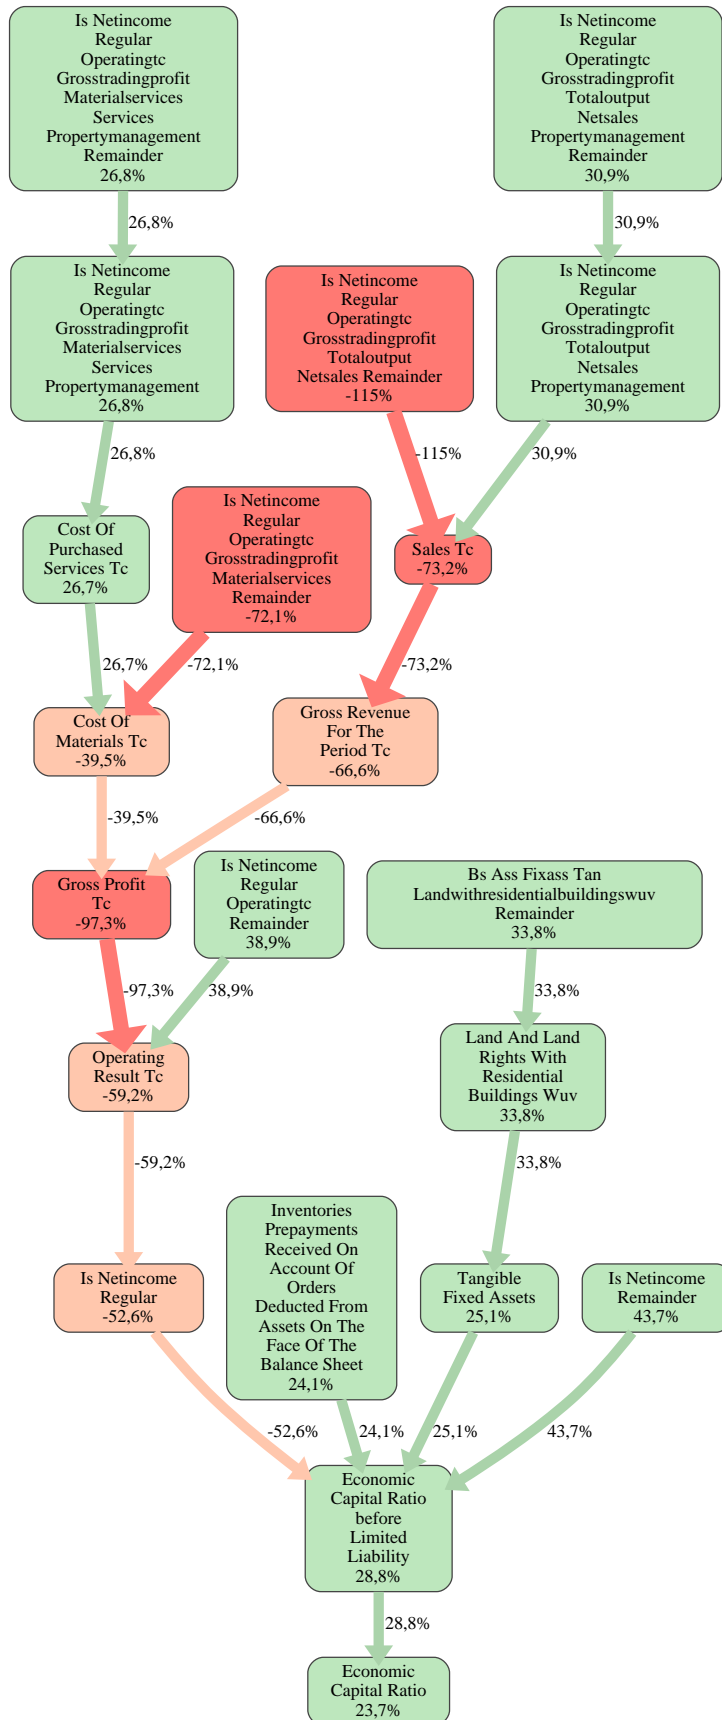 Is Netincome
Regular
Operatingtc
Grosstradingprofit
Materialservices
Services
Propertymanagement
Remainder
26,8%
Is Netincome
Regular
Operatingtc
Grosstradingprofit
Totaloutput
Netsales
Propertymanagement
Remainder
30,9%
26,8%
30,9%
Is Netincome
Regular
Operatingtc
Grosstradingprofit
Materialservices
Services
Propertymanagement
26,8%
Is Netincome
Regular
Operatingtc
Grosstradingprofit
Totaloutput
Netsales Remainder
-115%
Is Netincome
Regular
Operatingtc
Grosstradingprofit
Totaloutput
Netsales
Propertymanagement
30,9%
26,8%
-115%
30,9%
Cost Of
Purchased
Services Tc
26,7%
Is Netincome
Regular
Operatingtc
Grosstradingprofit
Materialservices
Remainder
-72,1%
Sales Tc
-73,2%
26,7%
-72,1%
-73,2%
Cost Of
Materials Tc
-39,5%
Gross Revenue
For The
Period Tc
-66,6%
-39,5%
-66,6%
Gross Profit
Tc
-97,3%
Is Netincome
Regular
Operatingtc
Remainder
38,9%
Bs Ass Fixass Tan
Landwithresidentialbuildingswuv
Remainder
33,8%
-97,3%
38,9%
33,8%
Operating
Result Tc
-59,2%
Land And Land
Rights With
Residential
Buildings Wuv
33,8%
-59,2%
33,8%
Is Netincome
Regular
-52,6%
Inventories
Prepayments
Received On
Account Of
Orders
Deducted From
Assets On The
Face Of The
Balance Sheet
24,1%
Tangible
Fixed Assets
25,1%
Is Netincome
Remainder
43,7%
-52,6%
24,1%
25,1%
43,7%
Economic
Capital Ratio
before
Limited
Liability
28,8%
28,8%
Economic
Capital Ratio
23,7%